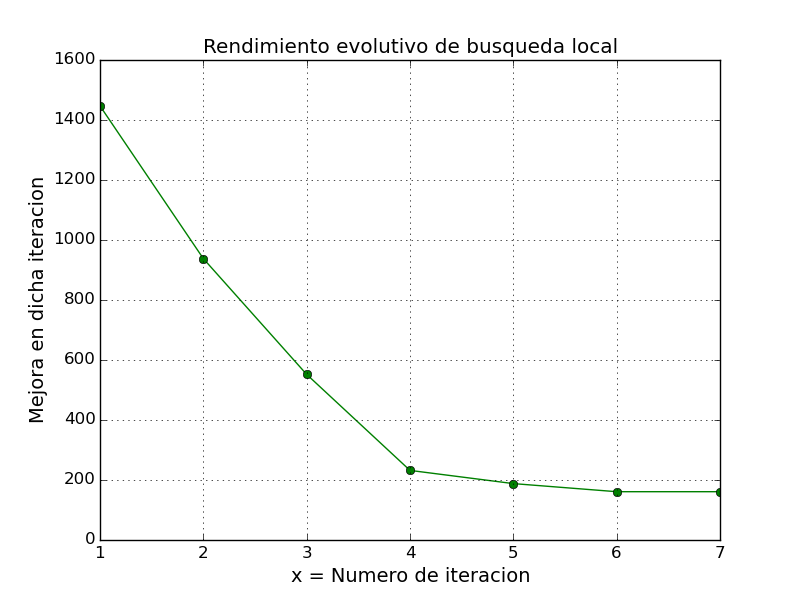 Rendimiento evolutivo de busqueda local
Mejora en dicha iteracion
1600
1400
1200
1000
800
600
400
200
0
1 2 3 4 5 6 7
x = Numero de iteracion